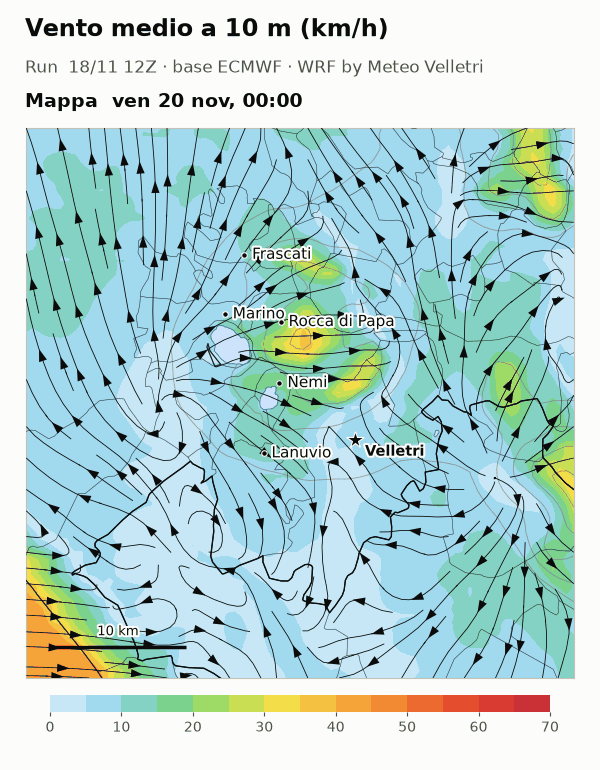 Vento medio a 10 m (km/h)
Run  18/11 12Z · base ECMWF · WRF by Meteo Velletri
Mappa  ven 20 nov, 00:00
Frascati
Marino
Rocca di Papa
Nemi
Velletri
Lanuvio
10 km
0 10 20 30 40 50 60 70